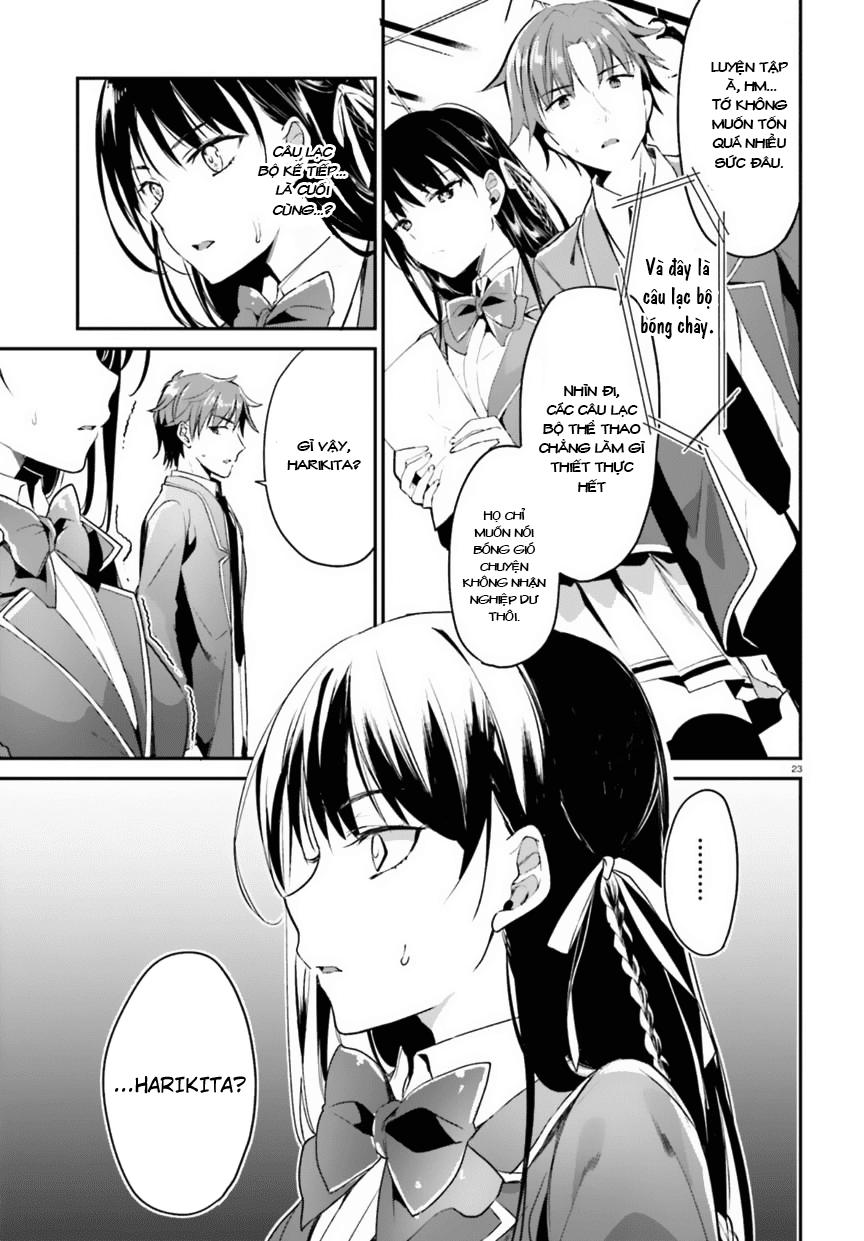 LUYỆN TẬP
À, HM...
TỚ KHÔNG
MUỐN TỐN
QUÁ NHIỀU
SỨC ĐÂU.
Và đây là
câu lạc bộ
bóng chày.
NHÌN ĐI,
CÁC CÂU LẠC
BỘ THỂ THAO
CHẲNG LÀM GÌ
THIẾT THỰC
HẾT
HỌ CHỈ
MUỐN NÓI
BÓNG GIÓ
CHUYỆN
KHÔNG NHẬN
NGHIỆP DƯ
THÔI.
CÂU LẠC
BỘ KẾ TIẾP...
LÀ CUỐI
CÙNG...?
GÌ VẬY,
HARIKITA?
23
.........
...HARIKITA?